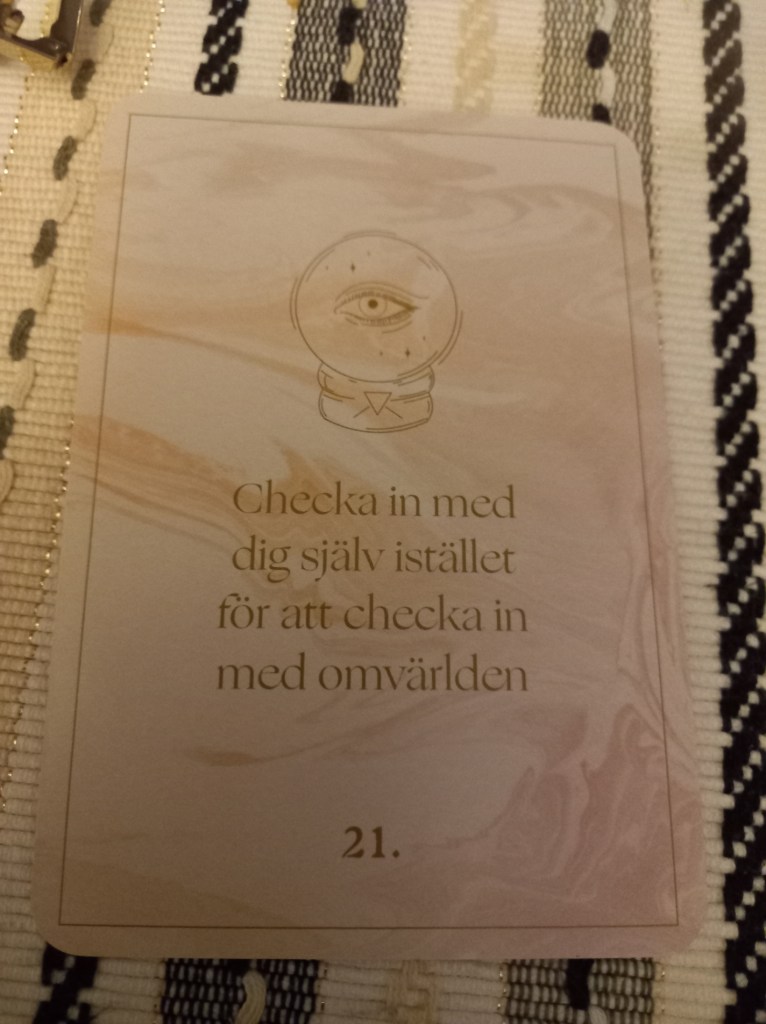 Checka in med
dig själv istället
för att checka in
med omvärlden
21.